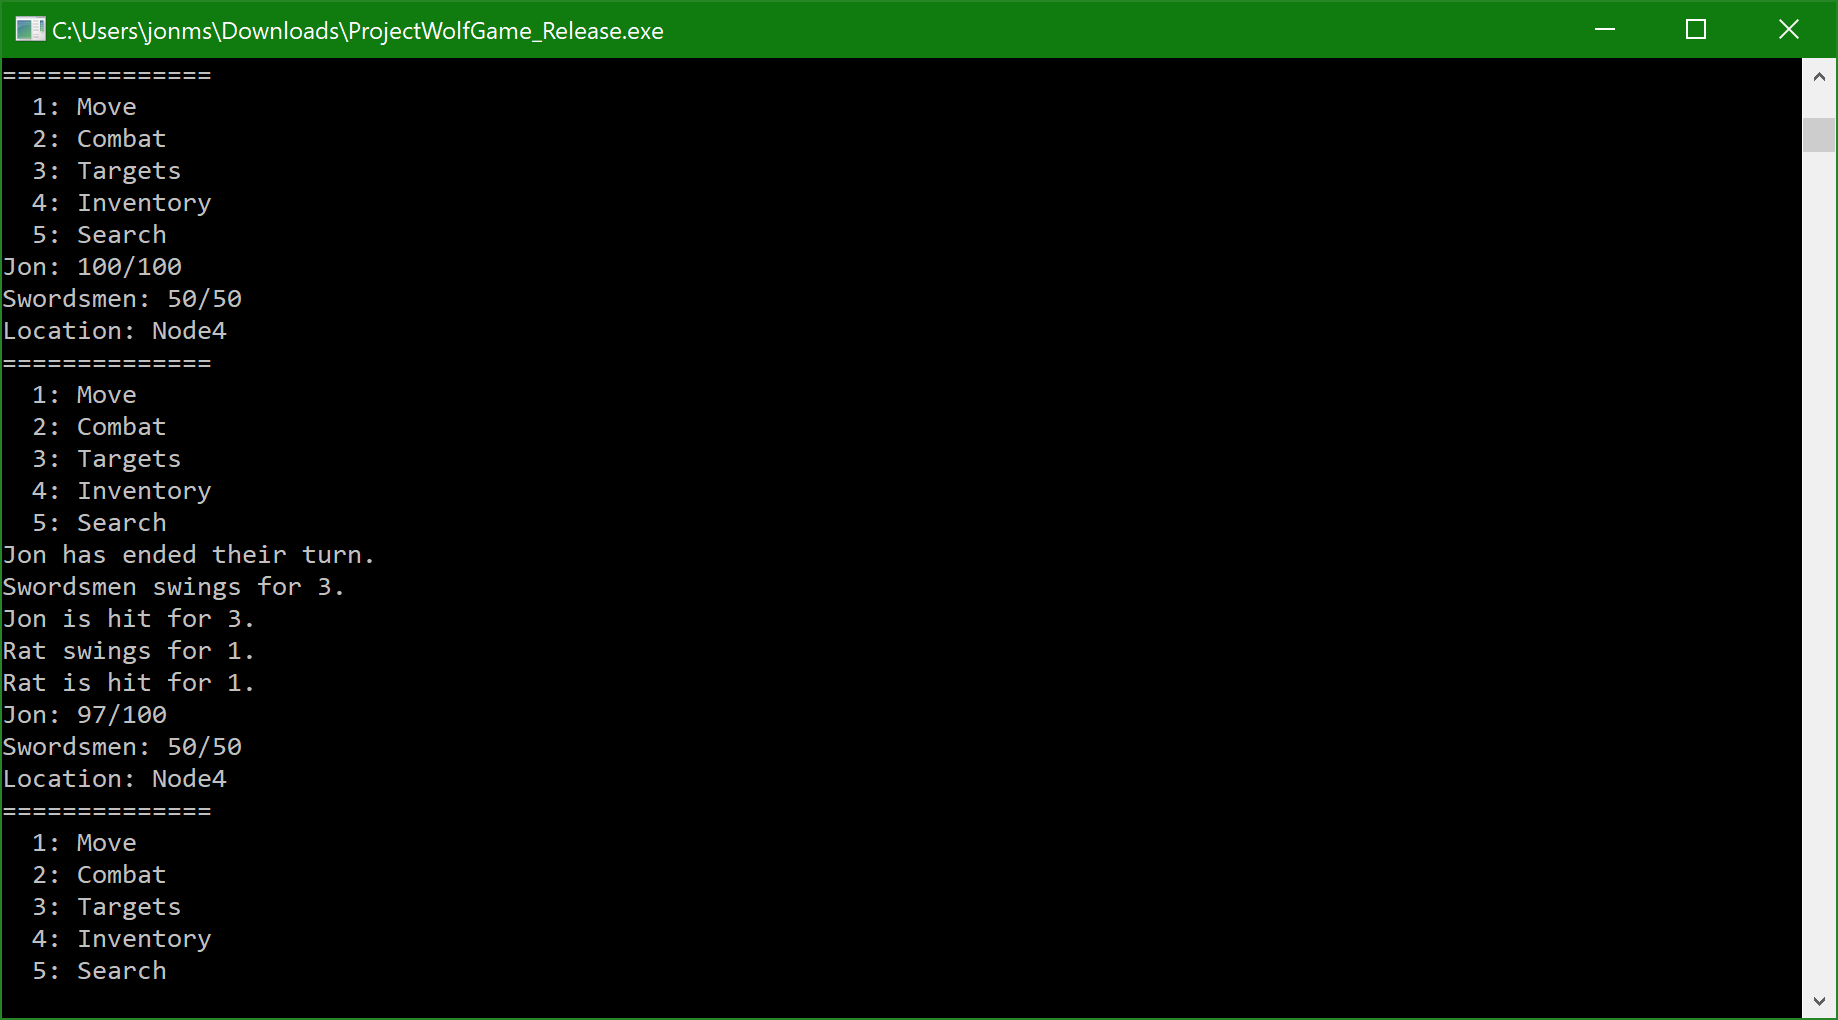 C:\Users\jonms\Downloads\ProjectWolfGame_Release.exe
==============
  1: Move
  2: Combat
  3: Targets
  4: Inventory
  5: Search
Jon: 100/100
Swordsmen: 50/50
Location: Node4
==============
  1: Move
  2: Combat
  3: Targets
  4: Inventory
  5: Search
Jon has ended their turn.
Swordsmen swings for 3.
Jon is hit for 3.
Rat swings for 1.
Rat is hit for 1.
Jon: 97/100
Swordsmen: 50/50
Location: Node4
==============
  1: Move
  2: Combat
  3: Targets
  4: Inventory
  5: Search